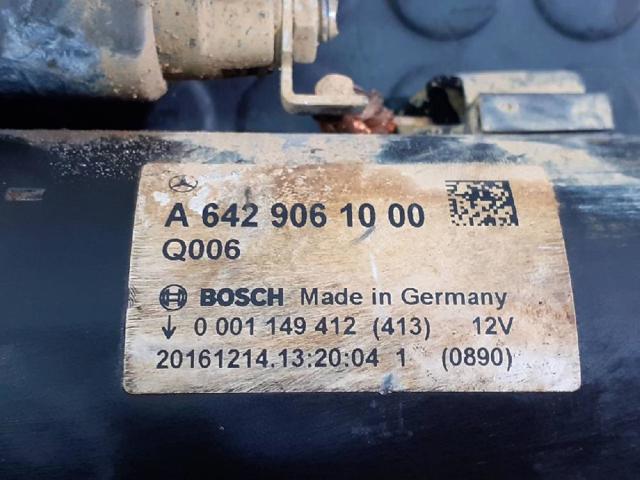 A 642 906 10 00
Q006
BOSCH Made in Germany
↓ 0 001 149 412 (413) 12V
20161214.13:20:04 1 (0890)